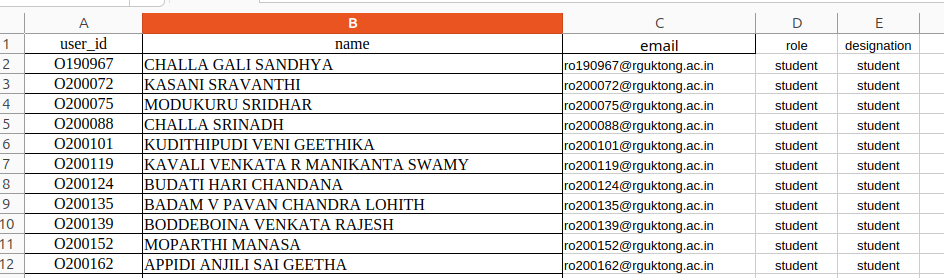 A B C D E
1 user_id name email role designation
2 O190967 CHALLA GALI SANDHYA ro190967@rguktong.ac.in student student
3 O200072 KASANI SRAVANTHI ro200072@rguktong.ac.in student student
4 O200075 MODUKURU SRIDHAR ro200075@rguktong.ac.in student student
5 O200088 CHALLA SRINADH ro200088@rguktong.ac.in student student
6 O200101 KUDITHIPUDI VENI GEETHIKA ro200101@rguktong.ac.in student student
7 O200119 KAVALI VENKATA R MANIKANTA SWAMY ro200119@rguktong.ac.in student student
8 O200124 BUDATI HARI CHANDANA ro200124@rguktong.ac.in student student
9 O200135 BADAM V PAVAN CHANDRA LOHITH ro200135@rguktong.ac.in student student
10 O200139 BODDEBOINA VENKATA RAJESH ro200139@rguktong.ac.in student student
11 O200152 MOPARTHI MANASA ro200152@rguktong.ac.in student student
12 O200162 APPIDI ANJILI SAI GEETHA ro200162@rguktong.ac.in student student